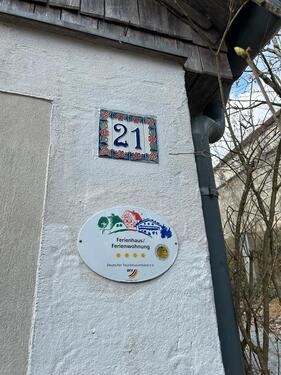 21
Ferienhaus/
Ferienwohnung
Deutscher Tourismusverband e.V.